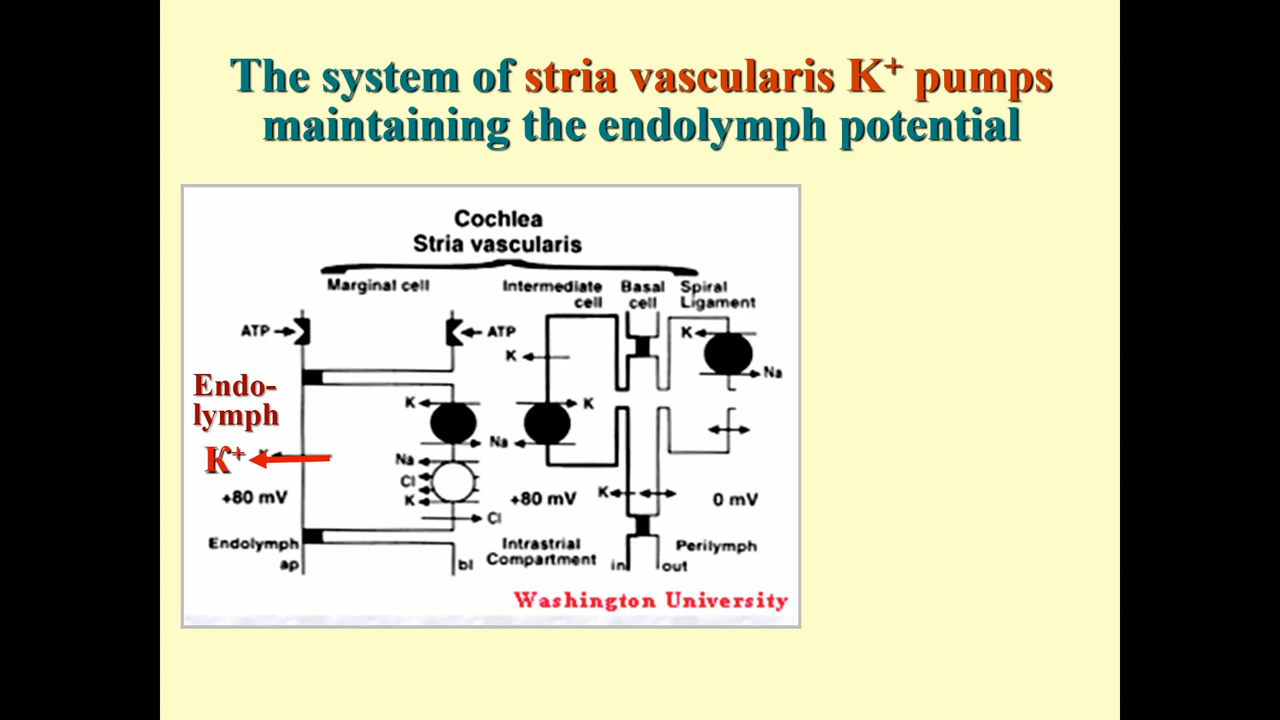 The system of stria vascularis K+ pumps
maintaining the endolymph potential
Cochlea
Stria vascularis
Marginal cell
Intermediate cell
Basal cell
Spiral Ligament
ATP
ATP
K
K
Na
Endo-
lymph
K
K
Na
K+
K
Na
Cl
K
Cl
+80 mV
+80 mV
K
0 mV
Endolymph
ap
bl
Intrastrial
Compartment
in
out
Perilymph
Washington University